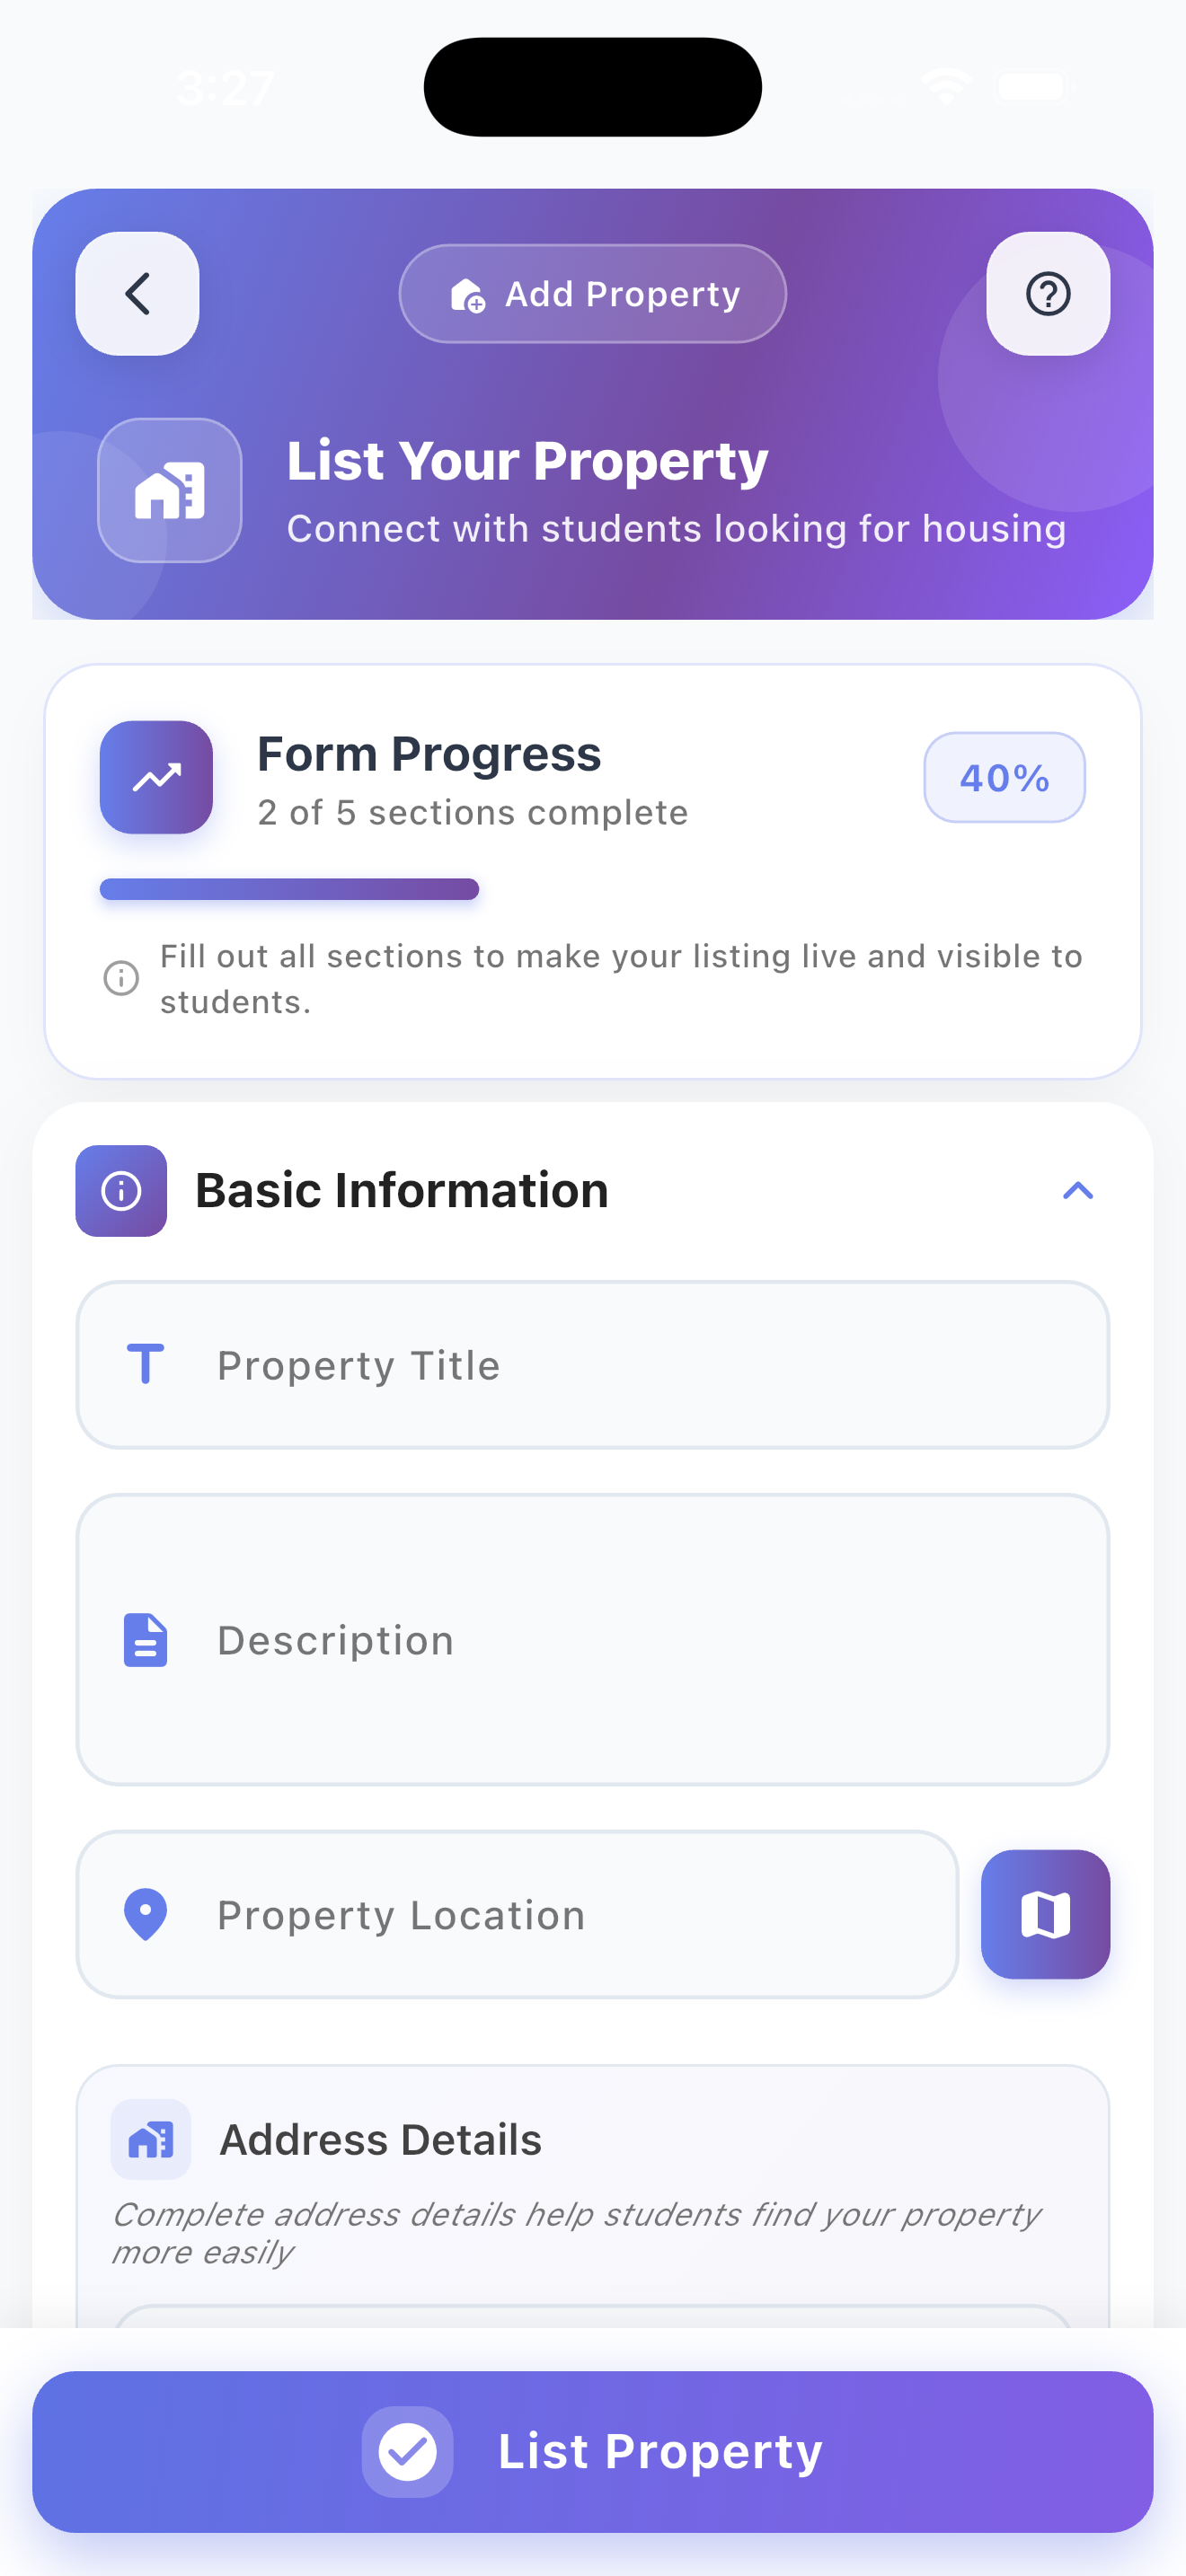 3:27
Add Property
List Your Property
Connect with students looking for housing
Form Progress
2 of 5 sections complete
40%
Fill out all sections to make your listing live and visible to
students.
Basic Information
Property Title
Description
Property Location
Address Details
Complete address details help students find your property
more easily
List Property